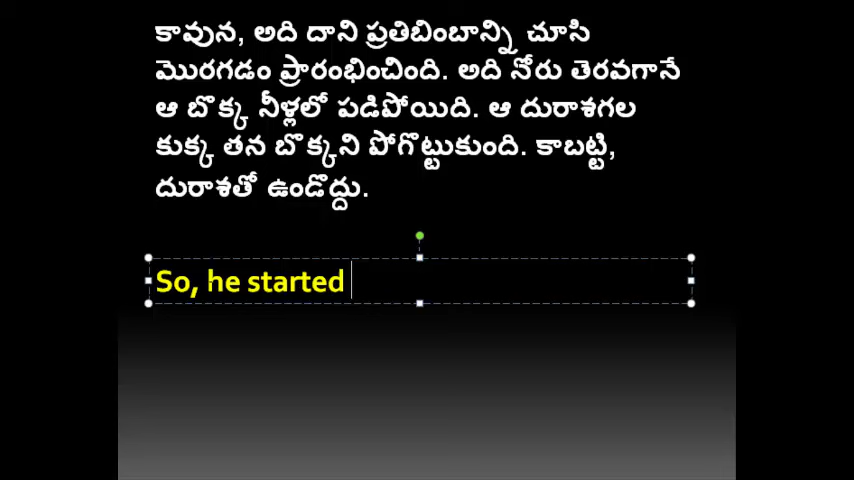 కావున, అది దాని ప్రతిబింబాన్ని చూసి
మొరగడం ప్రారంభించింది. అది నోరు తెరవగానే
ఆ బొక్క నీళ్లలో పడిపోయిది. ఆ దురాశగల
కుక్క తన బొక్కని పోగొట్టుకుంది. కాబట్టి,
దురాశతో ఉండొద్దు.
So, he started